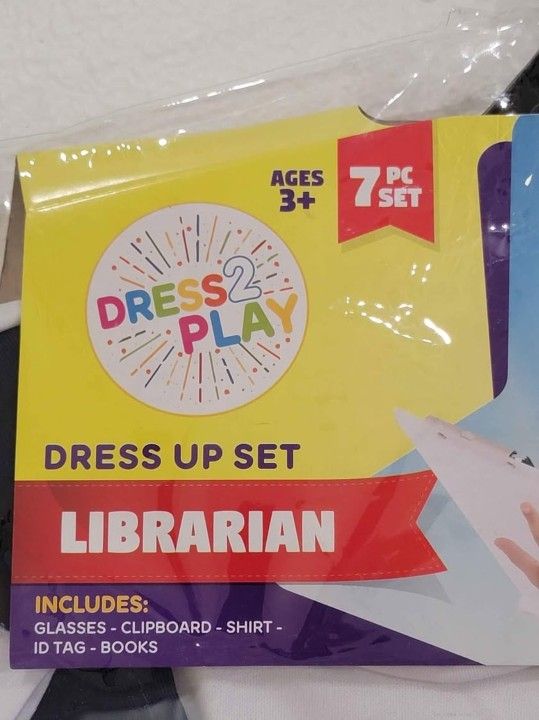 AGES
3+
7 PC
SET
DRESS2
PLAY
DRESS UP SET
LIBRARIAN
INCLUDES:
GLASSES - CLIPBOARD - SHIRT -
ID TAG - BOOKS